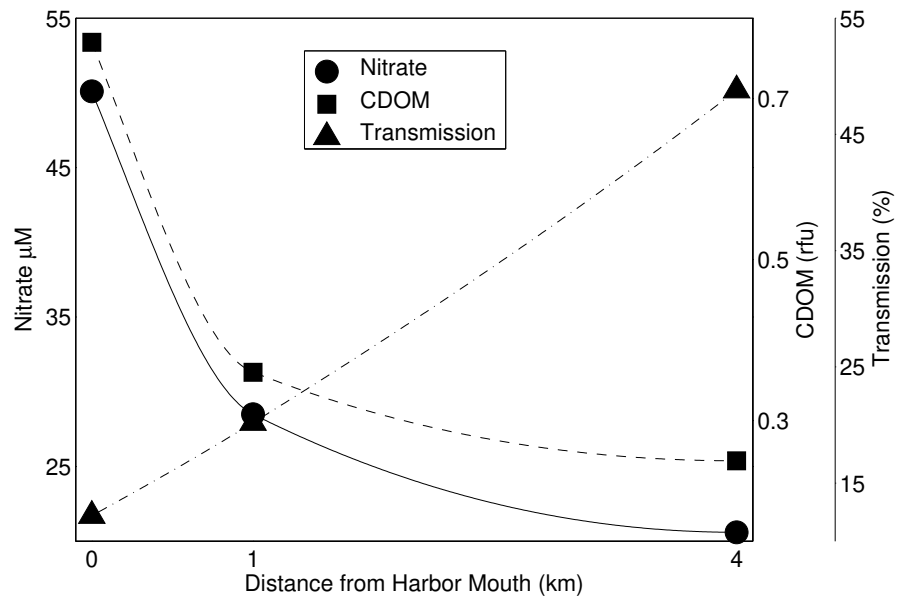 55
45
35
25
Nitrate μM
Nitrate
CDOM
Transmission
0.7
0.5
0.3
CDOM (rfu)
55
45
35
25
15
Transmission (%)
0
1
4
Distance from Harbor Mouth (km)